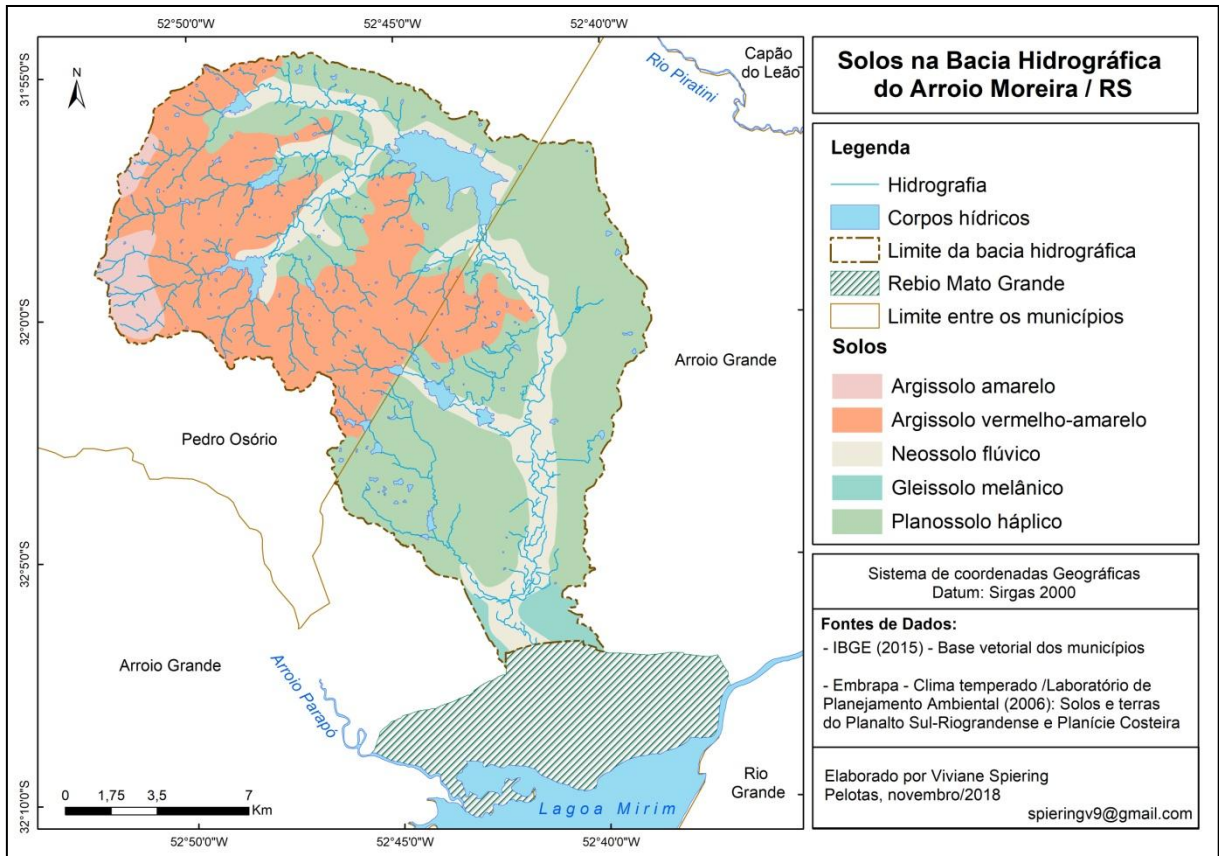 52°50'0"W
52°45'0"W
52°40'0"W
31°55'0"S
32°0'0"S
32°5'0"S
32°10'0"S
N
Capão
do Leão
Rio Piratini
Arroio Grande
Pedro Osório
Arroio Grande
Arroio Parapó
Rio
Grande
Lagoa Mirim
0 1,75 3,5 7
Km
52°50'0"W
52°45'0"W
52°40'0"W
Solos na Bacia Hidrográfica
do Arroio Moreira / RS
Legenda
Hidrografia
Corpos hídricos
Limite da bacia hidrográfica
Rebio Mato Grande
Limite entre os municípios
Solos
Argissolo amarelo
Argissolo vermelho-amarelo
Neossolo flúvico
Gleissolo melânico
Planossolo háplico
Sistema de coordenadas Geográficas
Datum: Sirgas 2000
Fontes de Dados:
- IBGE (2015) - Base vetorial dos municípios
- Embrapa - Clima temperado /Laboratório de
Planejamento Ambiental (2006): Solos e terras
do Planalto Sul-Riograndense e Planície Costeira
Elaborado por Viviane Spiering
Pelotas, novembro/2018
spieringv9@gmail.com